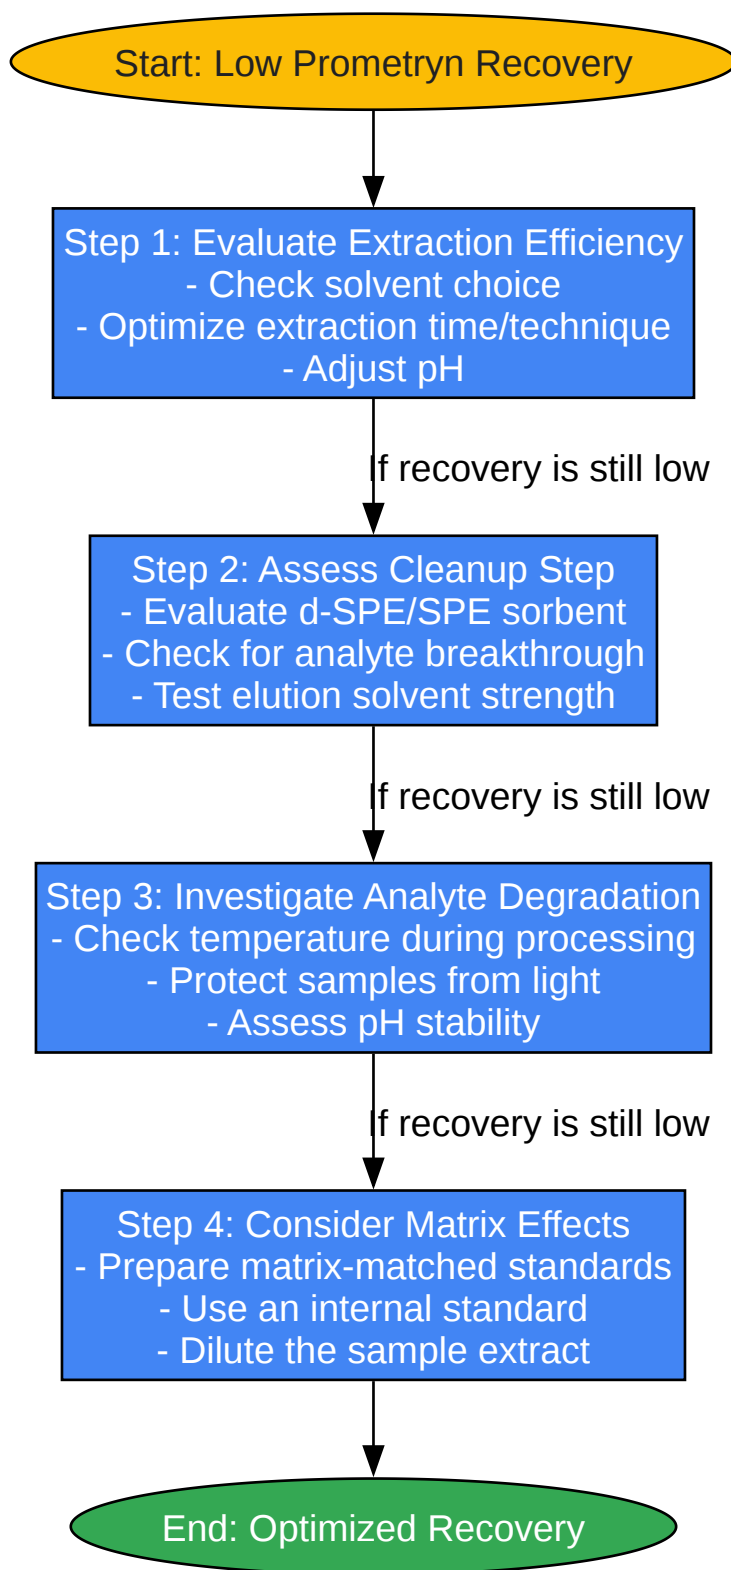 Start: Low Prometryn Recovery
Step 1: Evaluate Extraction Efficiency
- Check solvent choice
- Optimize extraction time/technique
- Adjust pH
If recovery is still low
Step 2: Assess Cleanup Step
- Evaluate d-SPE/SPE sorbent
- Check for analyte breakthrough
- Test elution solvent strength
If recovery is still low
Step 3: Investigate Analyte Degradation
- Check temperature during processing
- Protect samples from light
- Assess pH stability
If recovery is still low
Step 4: Consider Matrix Effects
- Prepare matrix-matched standards
- Use an internal standard
- Dilute the sample extract
End: Optimized Recovery